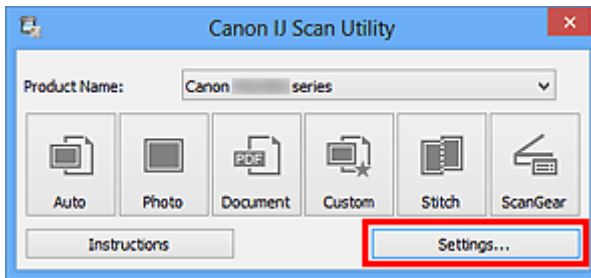 Canon IJ Scan Utility
Product Name: Canon series
PDF
Auto Photo Document Custom Stitch ScanGear
Instructions Settings...